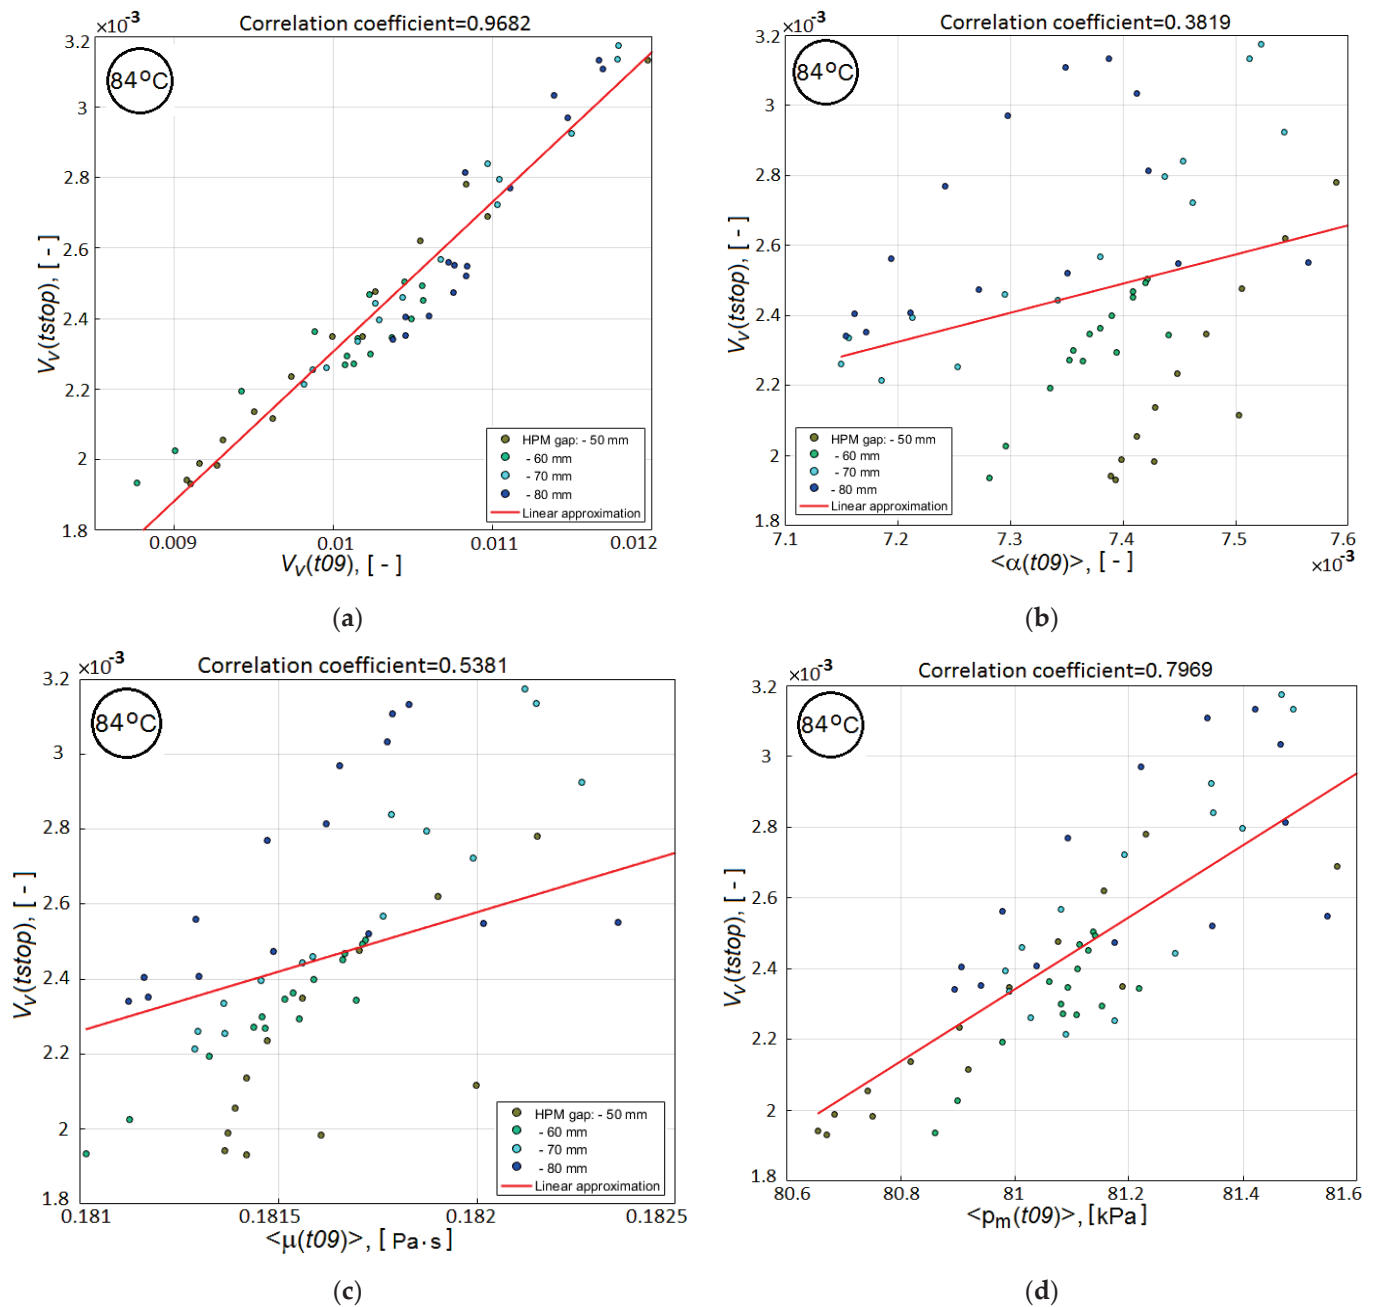 ×10⁻³
Correlation coefficient=0.9682
84°C
3.2
3
2.8
2.6
2.4
2.2
2
1.8
V_V(tstop), [ - ]
HPM gap: - 50 mm
- 60 mm
- 70 mm
- 80 mm
Linear approximation
0.009 0.01 0.011 0.012
V_V(t09), [ - ]
(a)
×10⁻³
Correlation coefficient=0.3819
84°C
3.2
3
2.8
2.6
2.4
2.2
2
1.8
V_V(tstop), [ - ]
HPM gap: - 50 mm
- 60 mm
- 70 mm
- 80 mm
Linear approximation
7.1 7.2 7.3 7.4 7.5 7.6
<α(t09)>, [ - ]
×10⁻³
(b)
×10⁻³
Correlation coefficient=0.5381
84°C
3.2
3
2.8
2.6
2.4
2.2
2
1.8
V_V(tstop), [ - ]
HPM gap: - 50 mm
- 60 mm
- 70 mm
- 80 mm
Linear approximation
0.181 0.1815 0.182 0.1825
<μ(t09)>, [ Pa·s]
(c)
×10⁻³
Correlation coefficient=0.7969
84°C
3.2
3
2.8
2.6
2.4
2.2
2
1.8
V_V(tstop), [ - ]
80.6 80.8 81 81.2 81.4 81.6
<p_m(t09)>, [kPa]
(d)